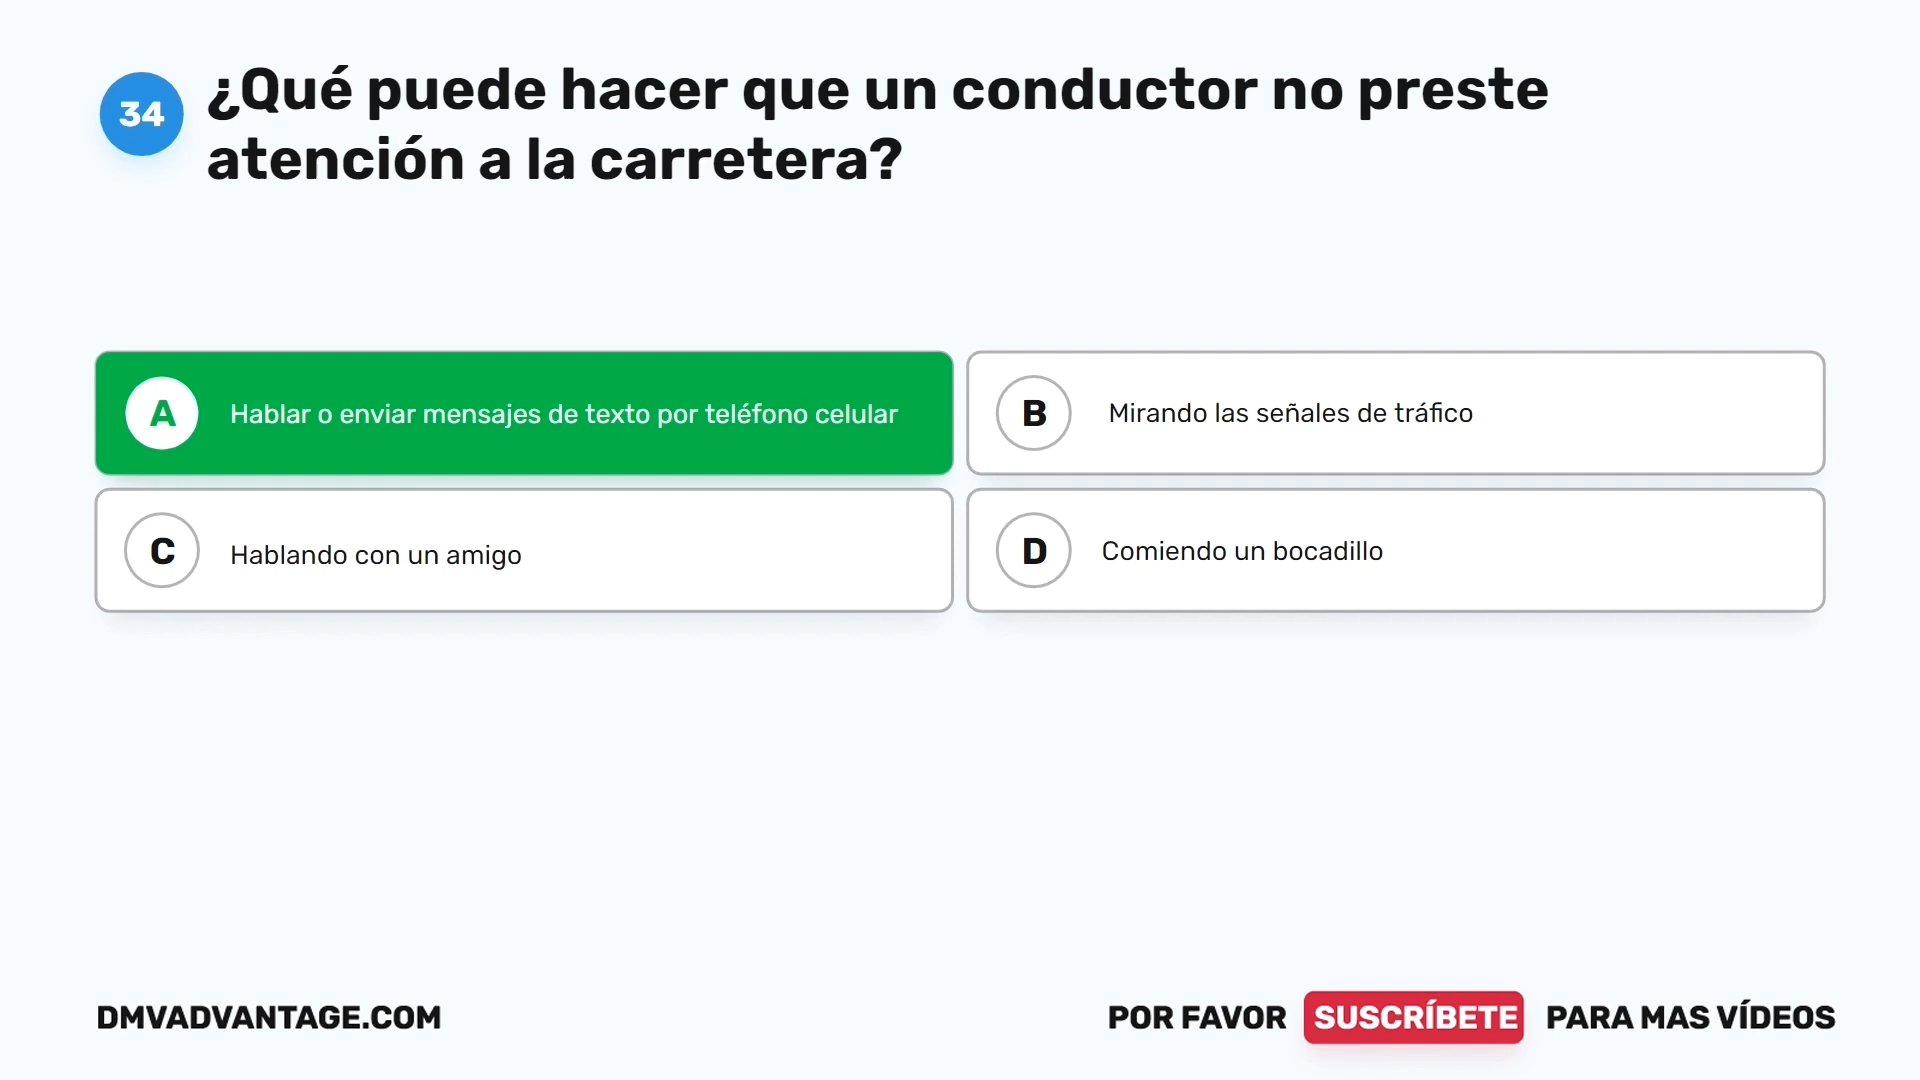 34
¿Qué puede hacer que un conductor no preste
atención a la carretera?
A Hablar o enviar mensajes de texto por teléfono celular
B Mirando las señales de tráfico
C Hablando con un amigo
D Comiendo un bocadillo
DMVADVANTAGE.COM
POR FAVOR SUSCRÍBETE PARA MAS VÍDEOS